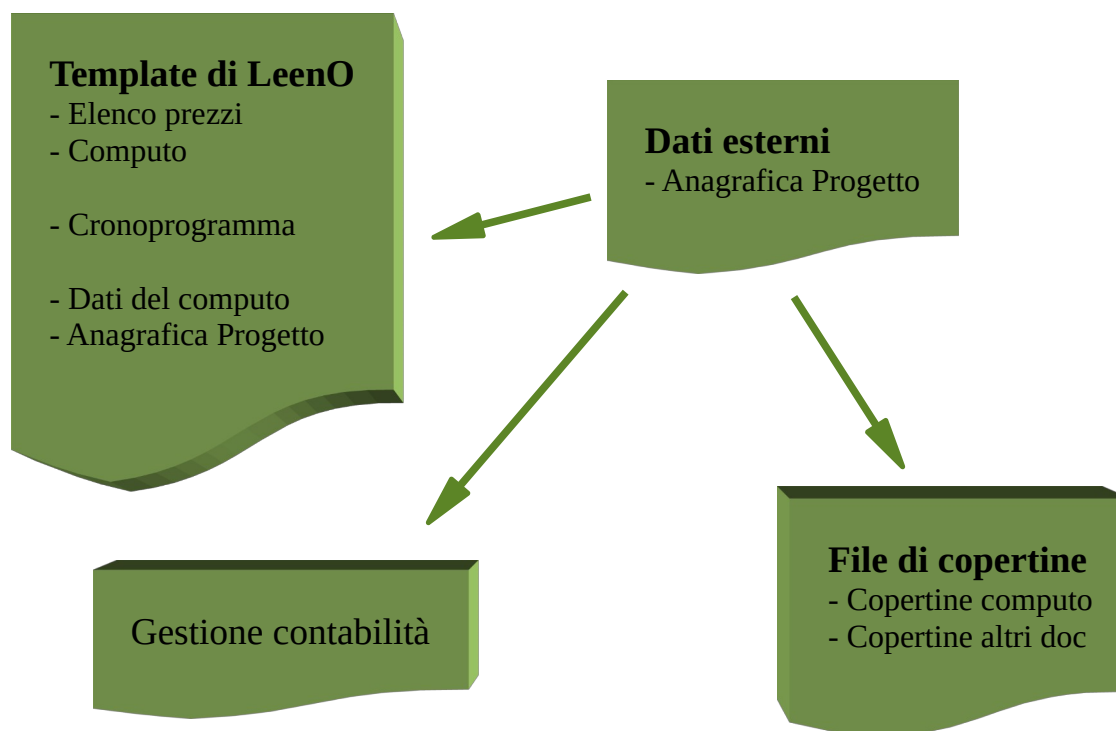 Template di LeenO
- Elenco prezzi
- Computo
- Cronoprogramma
- Dati del computo
- Anagrafica Progetto
Dati esterni
- Anagrafica Progetto
Gestione contabilità
File di copertine
- Copertine computo
- Copertine altri doc